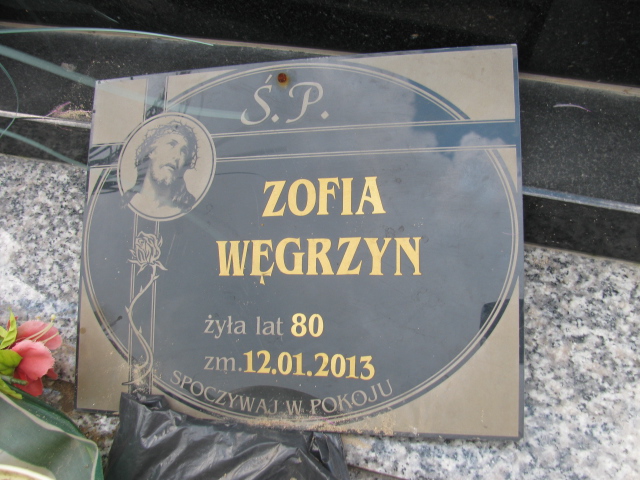 Ś.P.
ZOFIA
WĘGRZYN
żyła lat 80
zm.12.01.2013
SPOCZYWAJ W POKOJU